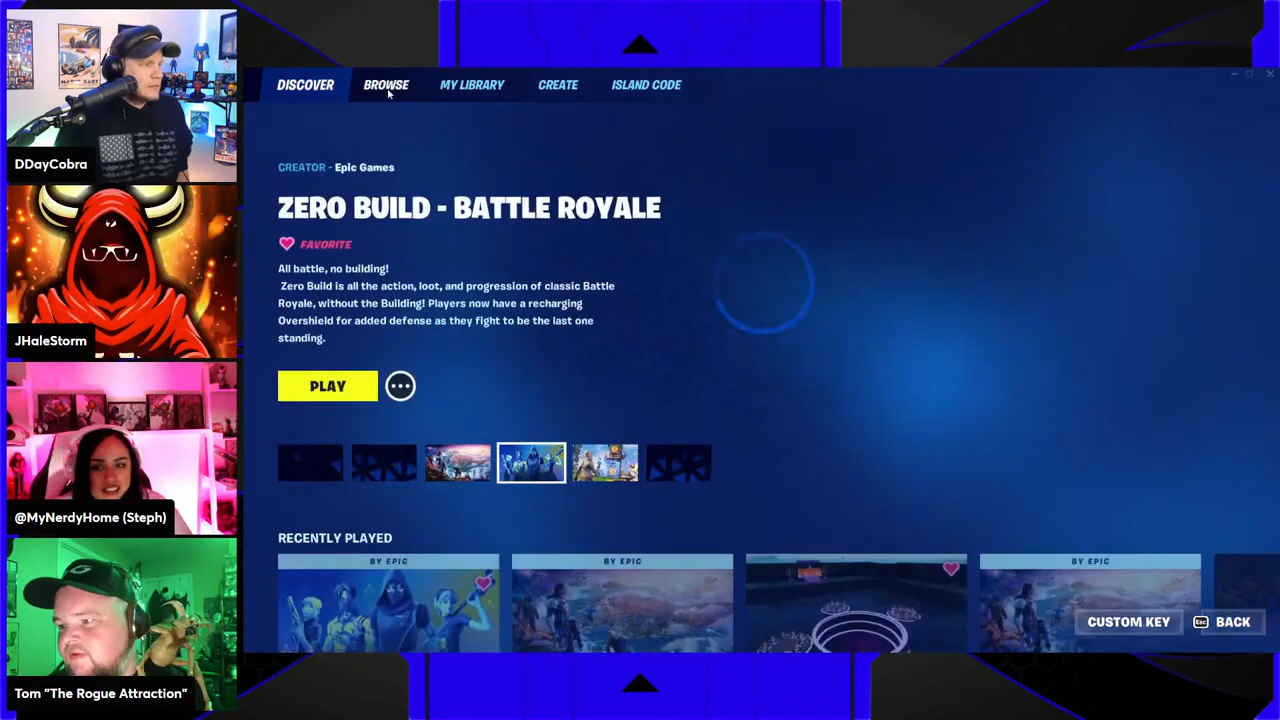 DDayCobra
JHaleStorm
@MyNerdyHome (Steph)
Tom “The Rogue Attraction”
DISCOVER
BROWSE
MY LIBRARY
CREATE
ISLAND CODE
CREATOR - Epic Games
ZERO BUILD - BATTLE ROYALE
FAVORITE
All battle, no building!
Zero Build is all the action, loot, and progression of classic Battle
Royale, without the Building! Players now have a recharging
Overshield for added defense as they fight to be the last one
standing.
PLAY
RECENTLY PLAYED
BY EPIC
BY EPIC
BY EPIC
CUSTOM KEY
Esc BACK